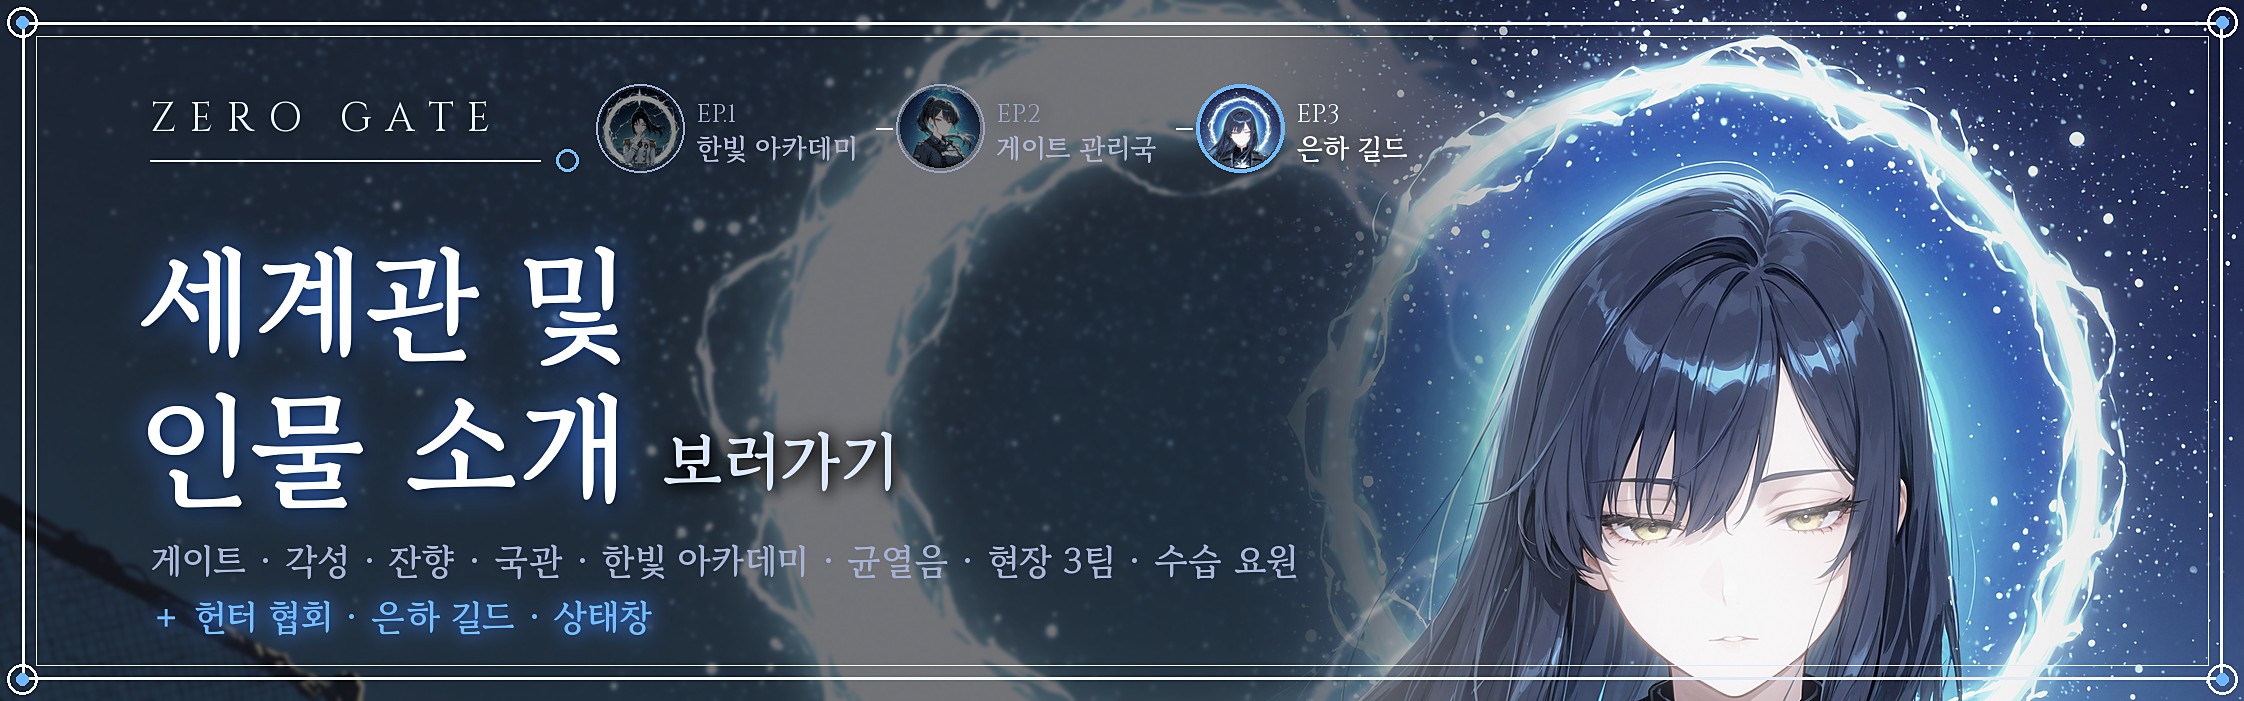 ZERO GATE
EP.1
한빛 아카데미
EP.2
게이트 관리국
EP.3
은하 길드
세계관 및
인물 소개 보러가기
게이트 · 각성 · 잔향 · 국관 · 한빛 아카데미 · 균열음 · 현장 3팀 · 수습 요원
+ 헌터 협회 · 은하 길드 · 상태창